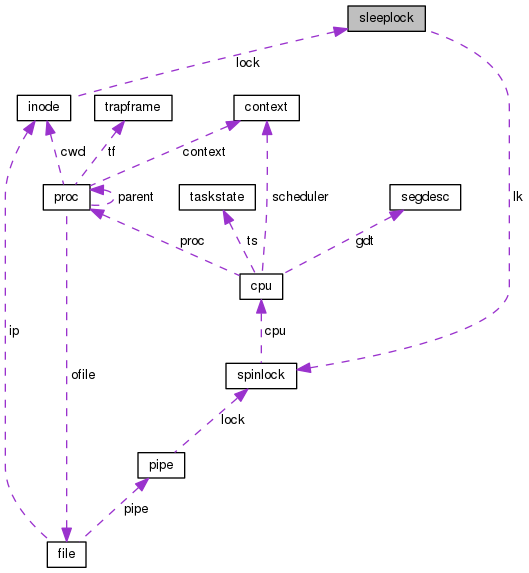 sleeplock
lock
inode
trapframe
context
cwd
tf
context
proc
parent
taskstate
scheduler
segdesc
lk
proc
ts
gdt
cpu
ip
cpu
ofile
spinlock
lock
pipe
pipe
file